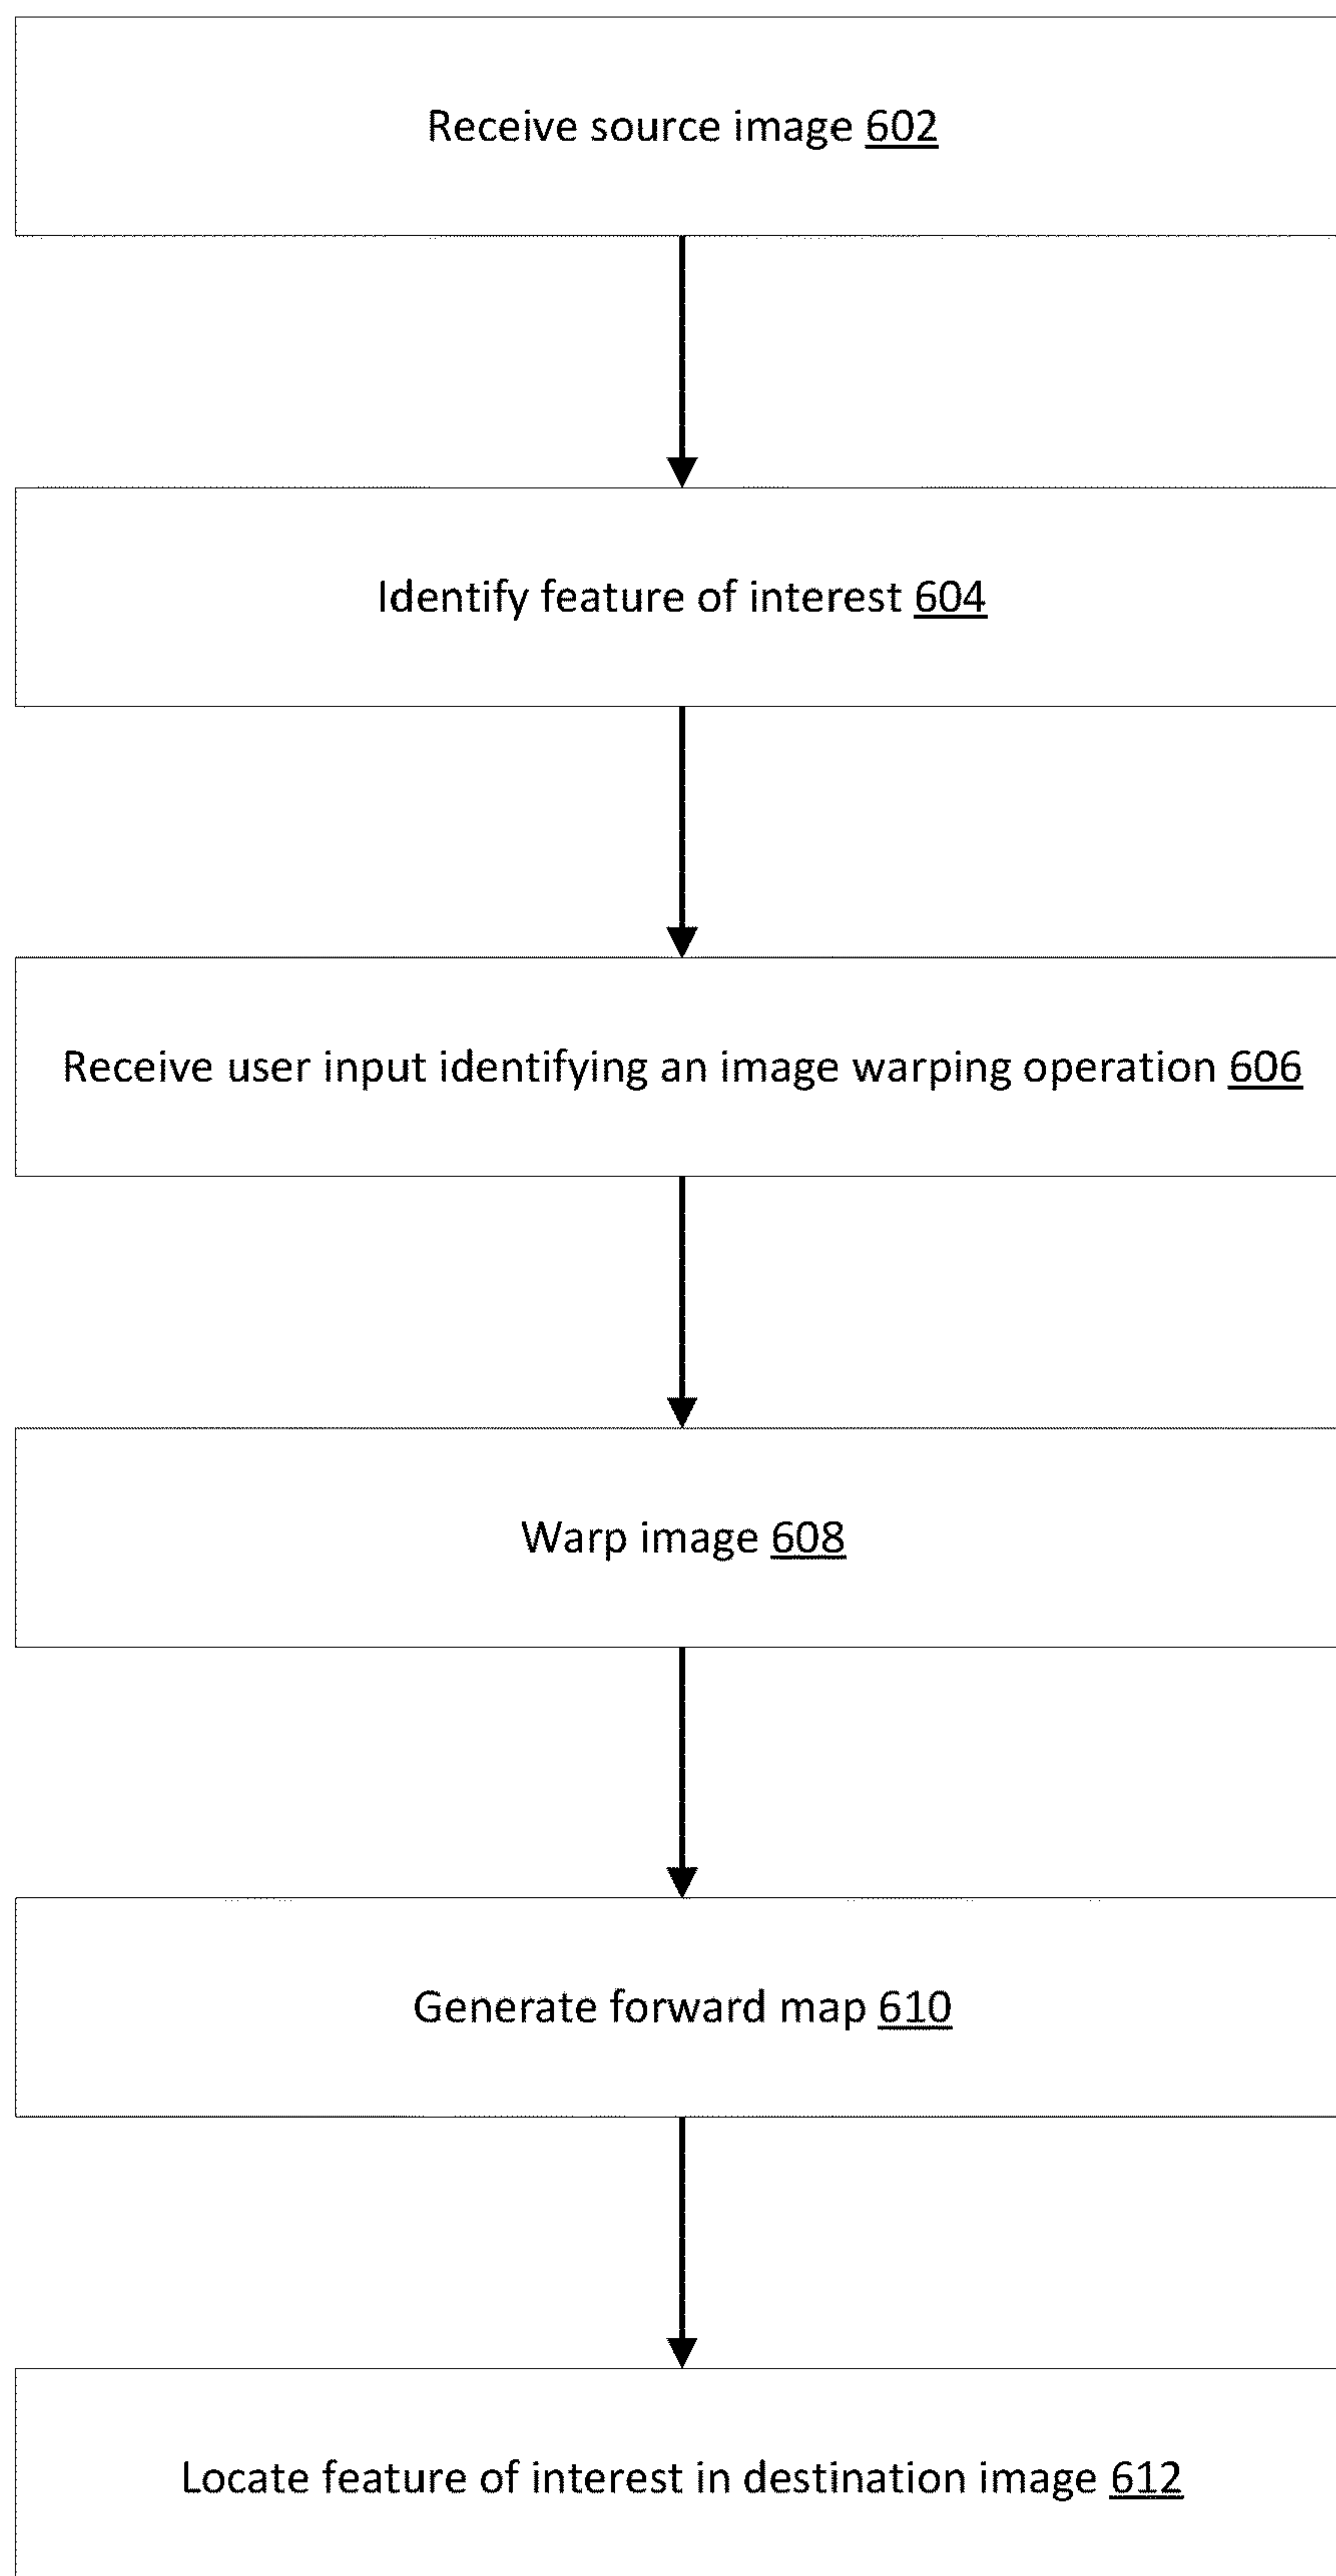 Receive source image 602
Identify feature of interest 604
Receive user input identifying an image warping operation 606
Warp image 608
Generate forward map 610
Locate feature of interest in destination image 612